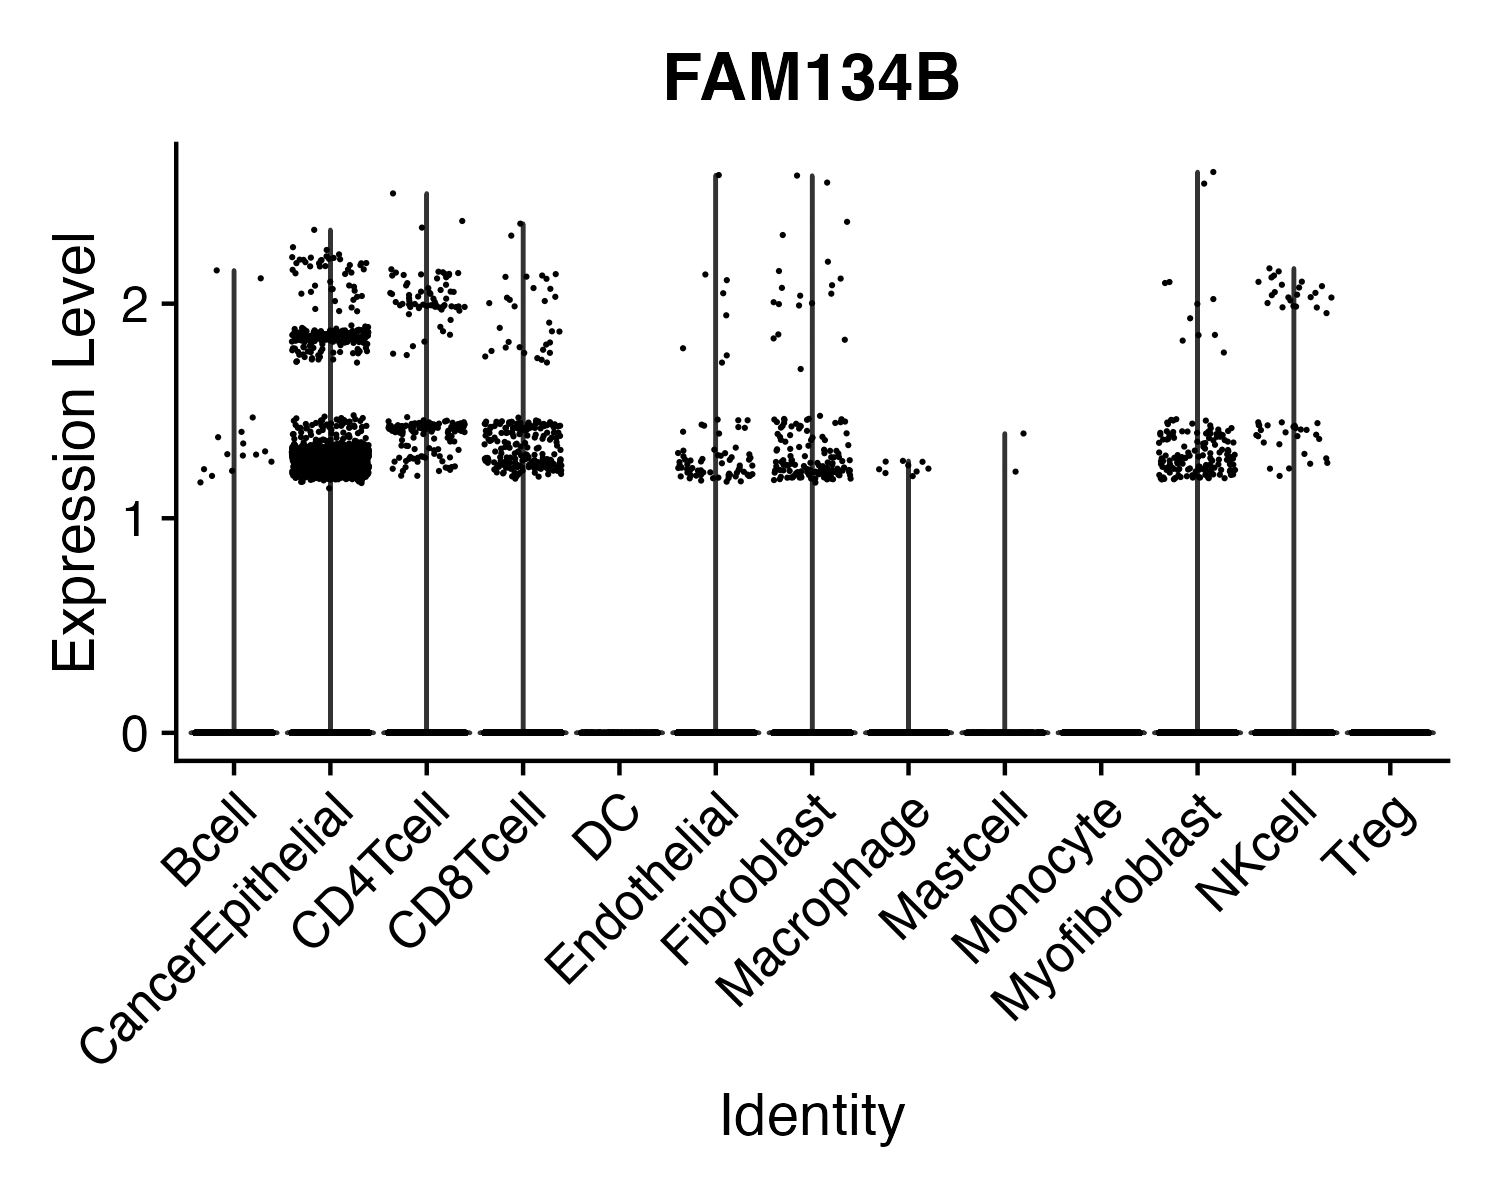 FAM134B
Expression Level
2
1
0
Bcell
CancerEpithelial
CD4Tcell
CD8Tcell
DC
Endothelial
Fibroblast
Macrophage
Mastcell
Monocyte
Myofibroblast
NKcell
Treg
Identity